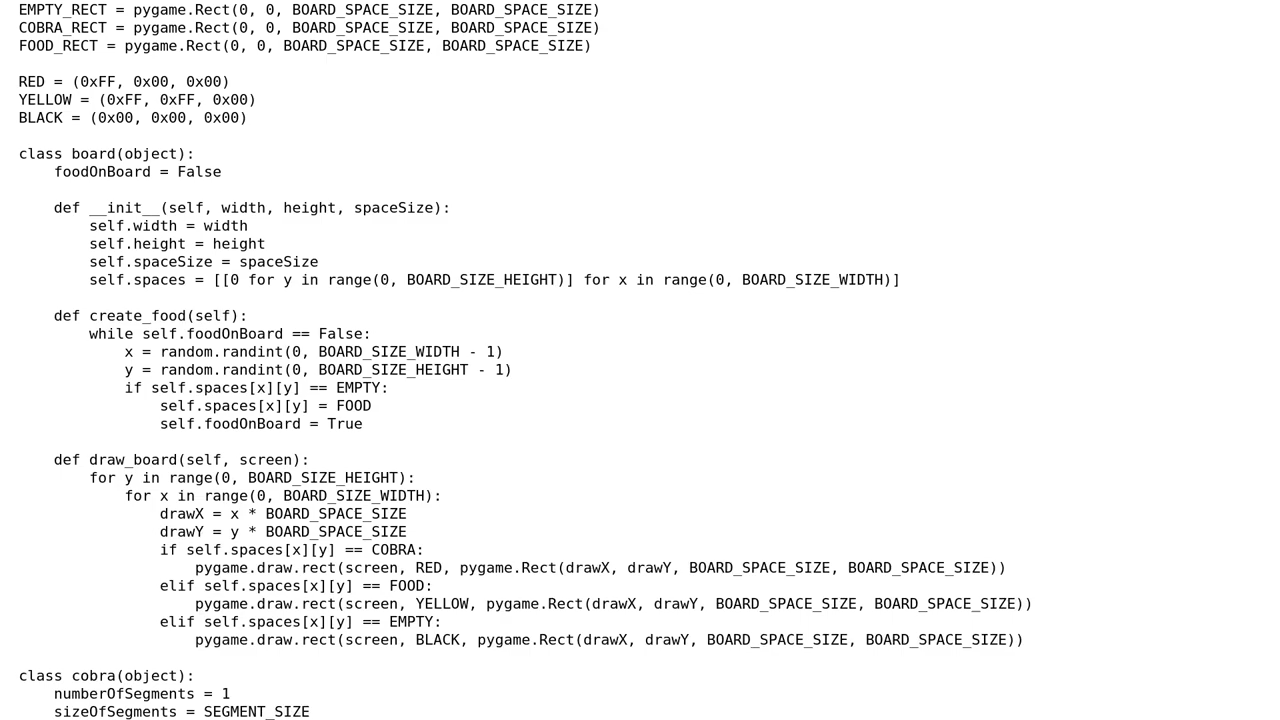 EMPTY_RECT = pygame.Rect(0, 0, BOARD_SPACE_SIZE, BOARD_SPACE_SIZE)
COBRA_RECT = pygame.Rect(0, 0, BOARD_SPACE_SIZE, BOARD_SPACE_SIZE)
FOOD_RECT = pygame.Rect(0, 0, BOARD_SPACE_SIZE, BOARD_SPACE_SIZE)

RED = (0xFF, 0x00, 0x00)
YELLOW = (0xFF, 0xFF, 0x00)
BLACK = (0x00, 0x00, 0x00)

class board(object):
    foodOnBoard = False

    def __init__(self, width, height, spaceSize):
        self.width = width
        self.height = height
        self.spaceSize = spaceSize
        self.spaces = [[0 for y in range(0, BOARD_SIZE_HEIGHT)] for x in range(0, BOARD_SIZE_WIDTH)]

    def create_food(self):
        while self.foodOnBoard == False:
            x = random.randint(0, BOARD_SIZE_WIDTH - 1)
            y = random.randint(0, BOARD_SIZE_HEIGHT - 1)
            if self.spaces[x][y] == EMPTY:
                self.spaces[x][y] = FOOD
                self.foodOnBoard = True

    def draw_board(self, screen):
        for y in range(0, BOARD_SIZE_HEIGHT):
            for x in range(0, BOARD_SIZE_WIDTH):
                drawX = x * BOARD_SPACE_SIZE
                drawY = y * BOARD_SPACE_SIZE
                if self.spaces[x][y] == COBRA:
                    pygame.draw.rect(screen, RED, pygame.Rect(drawX, drawY, BOARD_SPACE_SIZE, BOARD_SPACE_SIZE))
                elif self.spaces[x][y] == FOOD:
                    pygame.draw.rect(screen, YELLOW, pygame.Rect(drawX, drawY, BOARD_SPACE_SIZE, BOARD_SPACE_SIZE))
                elif self.spaces[x][y] == EMPTY:
                    pygame.draw.rect(screen, BLACK, pygame.Rect(drawX, drawY, BOARD_SPACE_SIZE, BOARD_SPACE_SIZE))

class cobra(object):
    numberOfSegments = 1
    sizeOfSegments = SEGMENT_SIZE